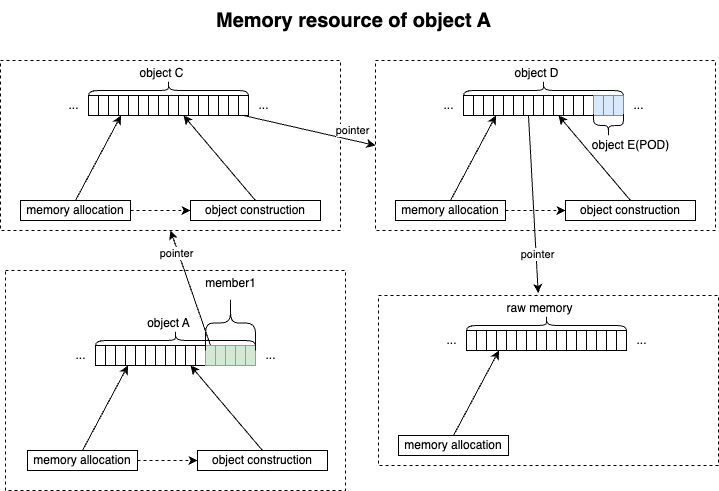 Memory resource of object A
object C
...
...
memory allocation
object construction
pointer
object D
...
...
object E(POD)
memory allocation
object construction
pointer
pointer
member1
object A
...
...
memory allocation
object construction
raw memory
...
...
memory allocation